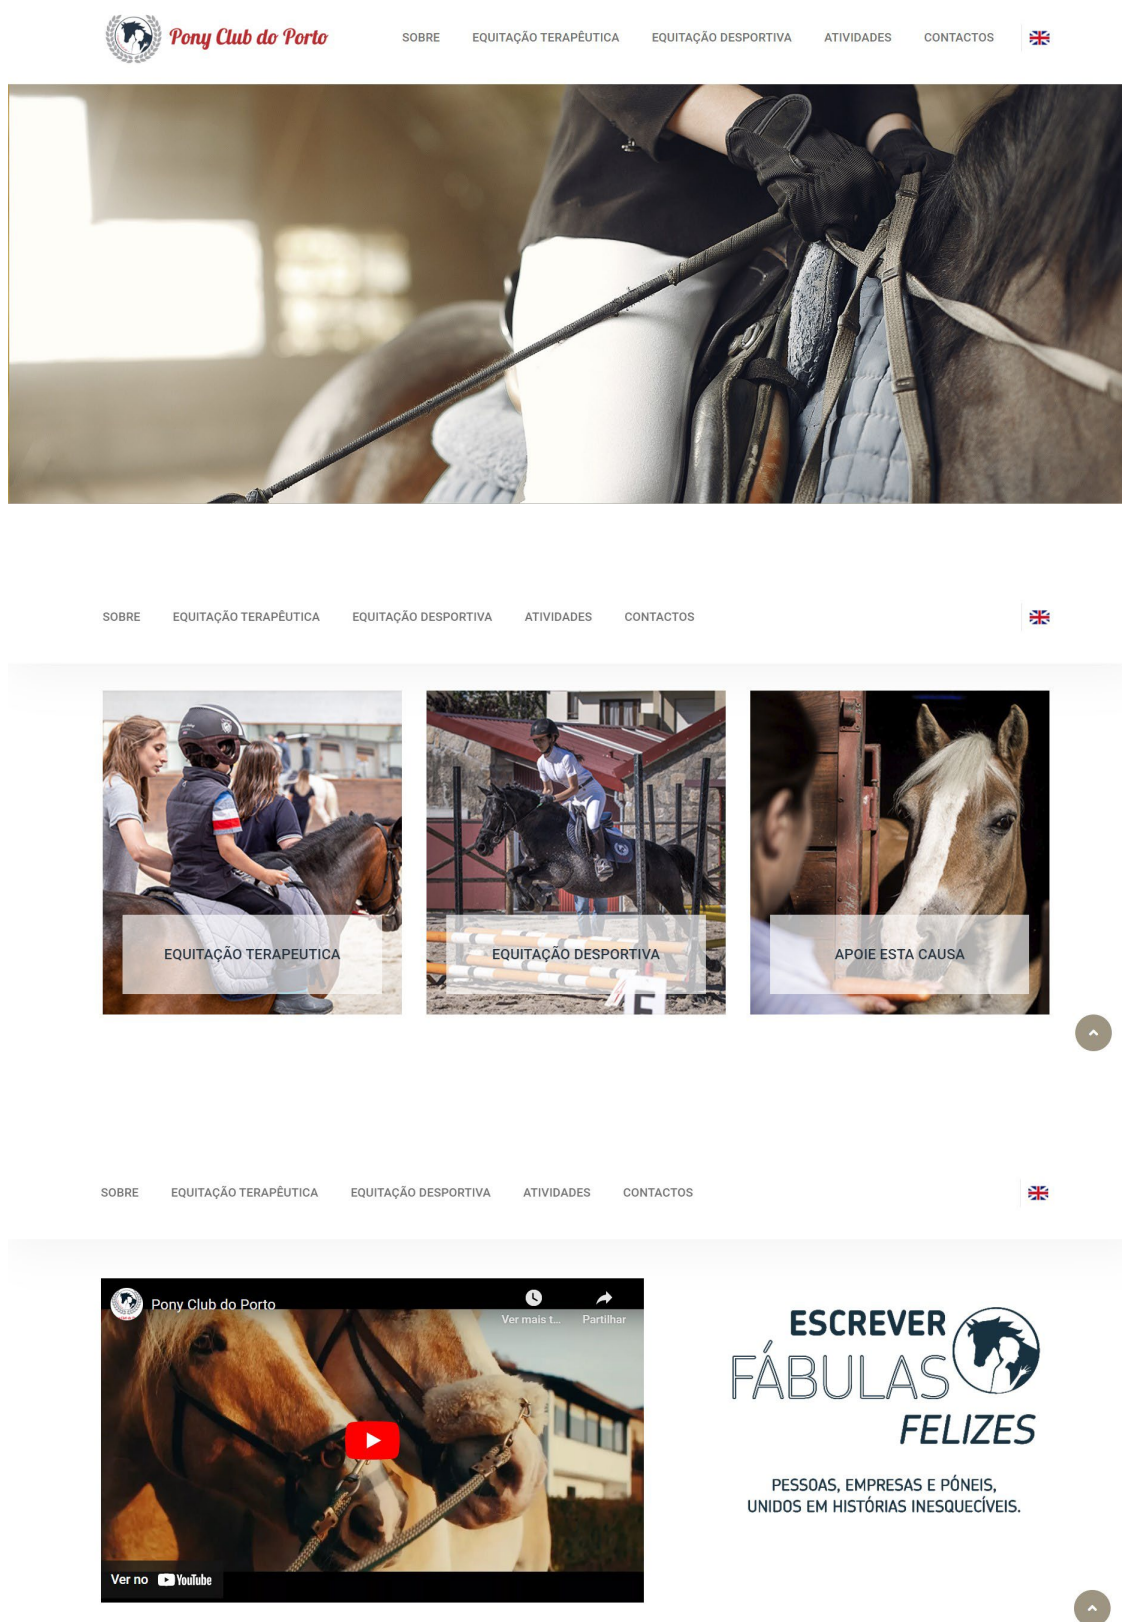 Pony Club do Porto
SOBRE EQUITAÇÃO TERAPÊUTICA EQUITAÇÃO DESPORTIVA ATIVIDADES CONTACTOS
SOBRE EQUITAÇÃO TERAPÊUTICA EQUITAÇÃO DESPORTIVA ATIVIDADES CONTACTOS
EQUITAÇÃO TERAPEUTICA
EQUITAÇÃO DESPORTIVA
APOIE ESTA CAUSA
E
SOBRE EQUITAÇÃO TERAPÊUTICA EQUITAÇÃO DESPORTIVA ATIVIDADES CONTACTOS
Pony Club do Porto
Ver mais t...
Partilhar
Ver no YouTube
ESCREVER
FÁBULAS
FELIZES
PESSOAS, EMPRESAS E PÓNEIS,
UNIDOS EM HISTÓRIAS INESQUECÍVEIS.